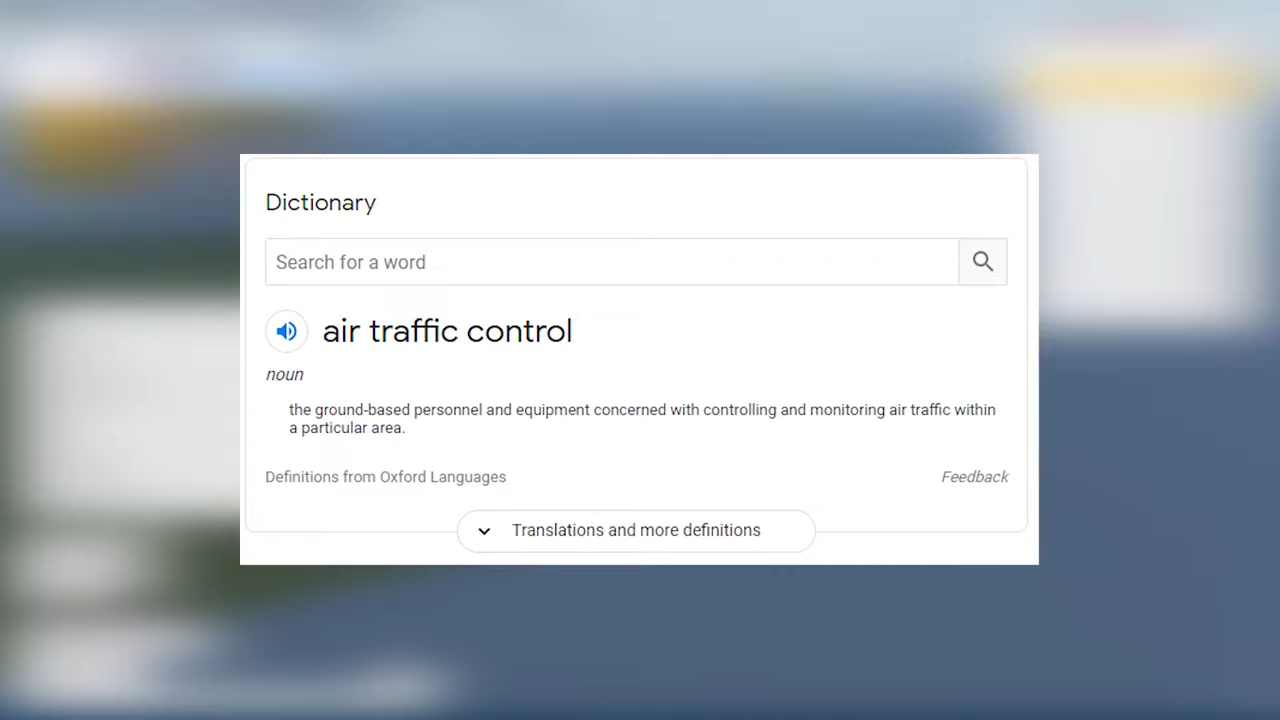 Dictionary
Search for a word
air traffic control
noun
the ground-based personnel and equipment concerned with controlling and monitoring air traffic within
a particular area.
Definitions from Oxford Languages
Feedback
Translations and more definitions